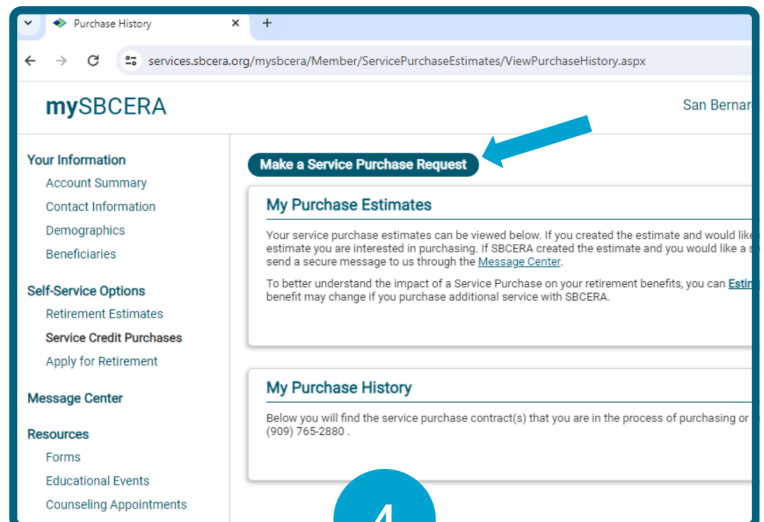 Purchase History
services.sbcera.org/mysbcera/Member/ServicePurchaseEstimates/ViewPurchaseHistory.aspx
mySBCERA
San Bernar
Your Information
Account Summary
Contact Information
Demographics
Beneficiaries
Self-Service Options
Retirement Estimates
Service Credit Purchases
Apply for Retirement
Message Center
Resources
Forms
Educational Events
Counseling Appointments
Make a Service Purchase Request
My Purchase Estimates
Your service purchase estimates can be viewed below. If you created the estimate and would like
estimate you are interested in purchasing. If SBCERA created the estimate and you would like a s
send a secure message to us through the Message Center.
To better understand the impact of a Service Purchase on your retirement benefits, you can Estim
benefit may change if you purchase additional service with SBCERA.
My Purchase History
Below you will find the service purchase contract(s) that you are in the process of purchasing or
(909) 765-2880 .
4